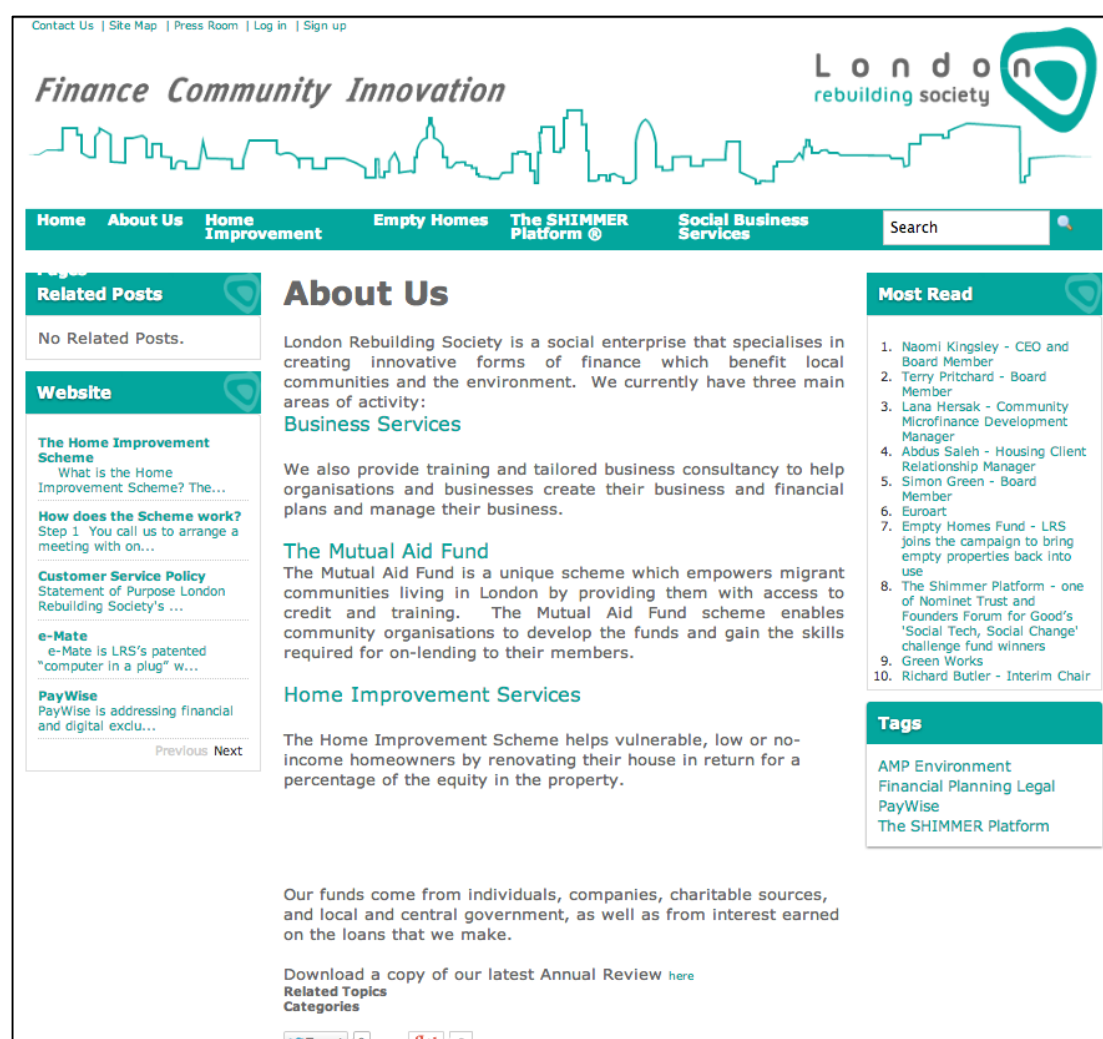 Contact Us | Site Map | Press Room | Log in | Sign up
Finance Community Innovation
London
rebuilding society
Home About Us Home Improvement Empty Homes The SHIMMER Platform ® Social Business Services Search
Pages
Related Posts
No Related Posts.
Website
The Home Improvement
Scheme
What is the Home
Improvement Scheme? The...
How does the Scheme work?
Step 1 You call us to arrange a
meeting with on...
Customer Service Policy
Statement of Purpose London
Rebuilding Society's ...
e-Mate
e-Mate is LRS's patented
"computer in a plug" w...
PayWise
PayWise is addressing financial
and digital exclu...
Previous Next
About Us
London Rebuilding Society is a social enterprise that specialises in
creating innovative forms of finance which benefit local
communities and the environment. We currently have three main
areas of activity:
Business Services
We also provide training and tailored business consultancy to help
organisations and businesses create their business and financial
plans and manage their business.
The Mutual Aid Fund
The Mutual Aid Fund is a unique scheme which empowers migrant
communities living in London by providing them with access to
credit and training. The Mutual Aid Fund scheme enables
community organisations to develop the funds and gain the skills
required for on-lending to their members.
Home Improvement Services
The Home Improvement Scheme helps vulnerable, low or no-
income homeowners by renovating their house in return for a
percentage of the equity in the property.
Our funds come from individuals, companies, charitable sources,
and local and central government, as well as from interest earned
on the loans that we make.
Download a copy of our latest Annual Review here
Related Topics
Categories
Most Read
1. Naomi Kingsley - CEO and
Board Member
2. Terry Pritchard - Board
Member
3. Lana Hersak - Community
Microfinance Development
Manager
4. Abdus Saleh - Housing Client
Relationship Manager
5. Simon Green - Board
Member
6. Euroart
7. Empty Homes Fund - LRS
joins the campaign to bring
empty properties back into
use
8. The Shimmer Platform - one
of Nominet Trust and
Founders Forum for Good's
'Social Tech, Social Change'
challenge fund winners
9. Green Works
10. Richard Butler - Interim Chair
Tags
AMP Environment
Financial Planning Legal
PayWise
The SHIMMER Platform